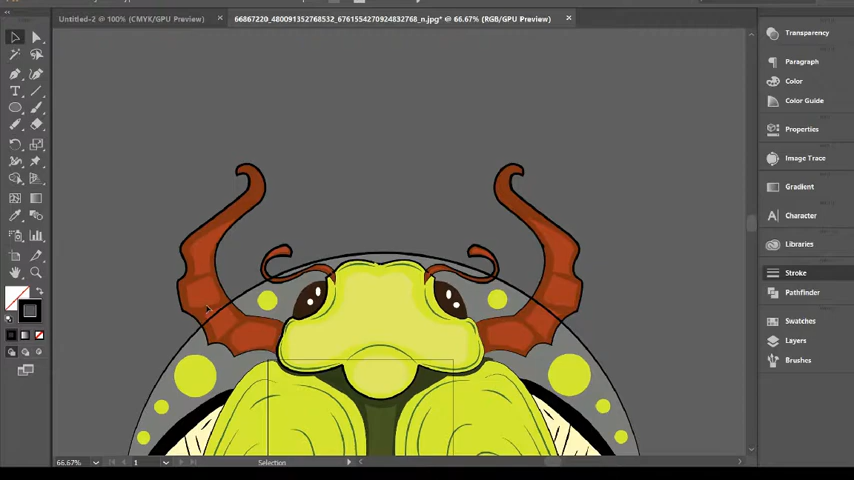 Untitled-2 @ 100% (CMYK/GPU Preview) ×
66867220_480091352768532_6761554270924832768_n.jpg* @ 66.67% (RGB/GPU Preview) ×
Transparency
Paragraph
Color
Color Guide
Properties
Image Trace
Gradient
Character
Libraries
Stroke
Pathfinder
Swatches
Layers
Brushes
66.67% 1 Selection